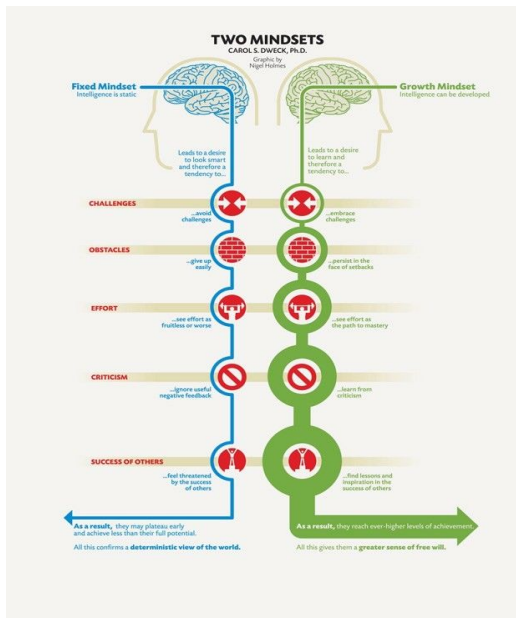 TWO MINDSETS
CAROL S. DWECK, Ph.D.
Graphic by
Nigel Holmes
Fixed Mindset
Intelligence is static
Growth Mindset
Intelligence can be developed
Leads to a desire
to look smart
and therefore a
tendency to...
Leads to a desire
to learn and
therefore a
tendency to...
CHALLENGES
...avoid
challenges
...embrace
challenges
OBSTACLES
...give up
easily
...persist in the
face of setbacks
EFFORT
...see effort as
fruitless or worse
...see effort as
the path to mastery
CRITICISM
...ignore useful
negative feedback
...learn from
criticism
SUCCESS OF OTHERS
...feel threatened
by the success
of others
...find lessons and
inspiration in the
success of others
As a result, they may plateau early
and achieve less than their full potential.
All this confirms a deterministic view of the world.
As a result, they reach ever-higher levels of achievement.
All this gives them a greater sense of free will.